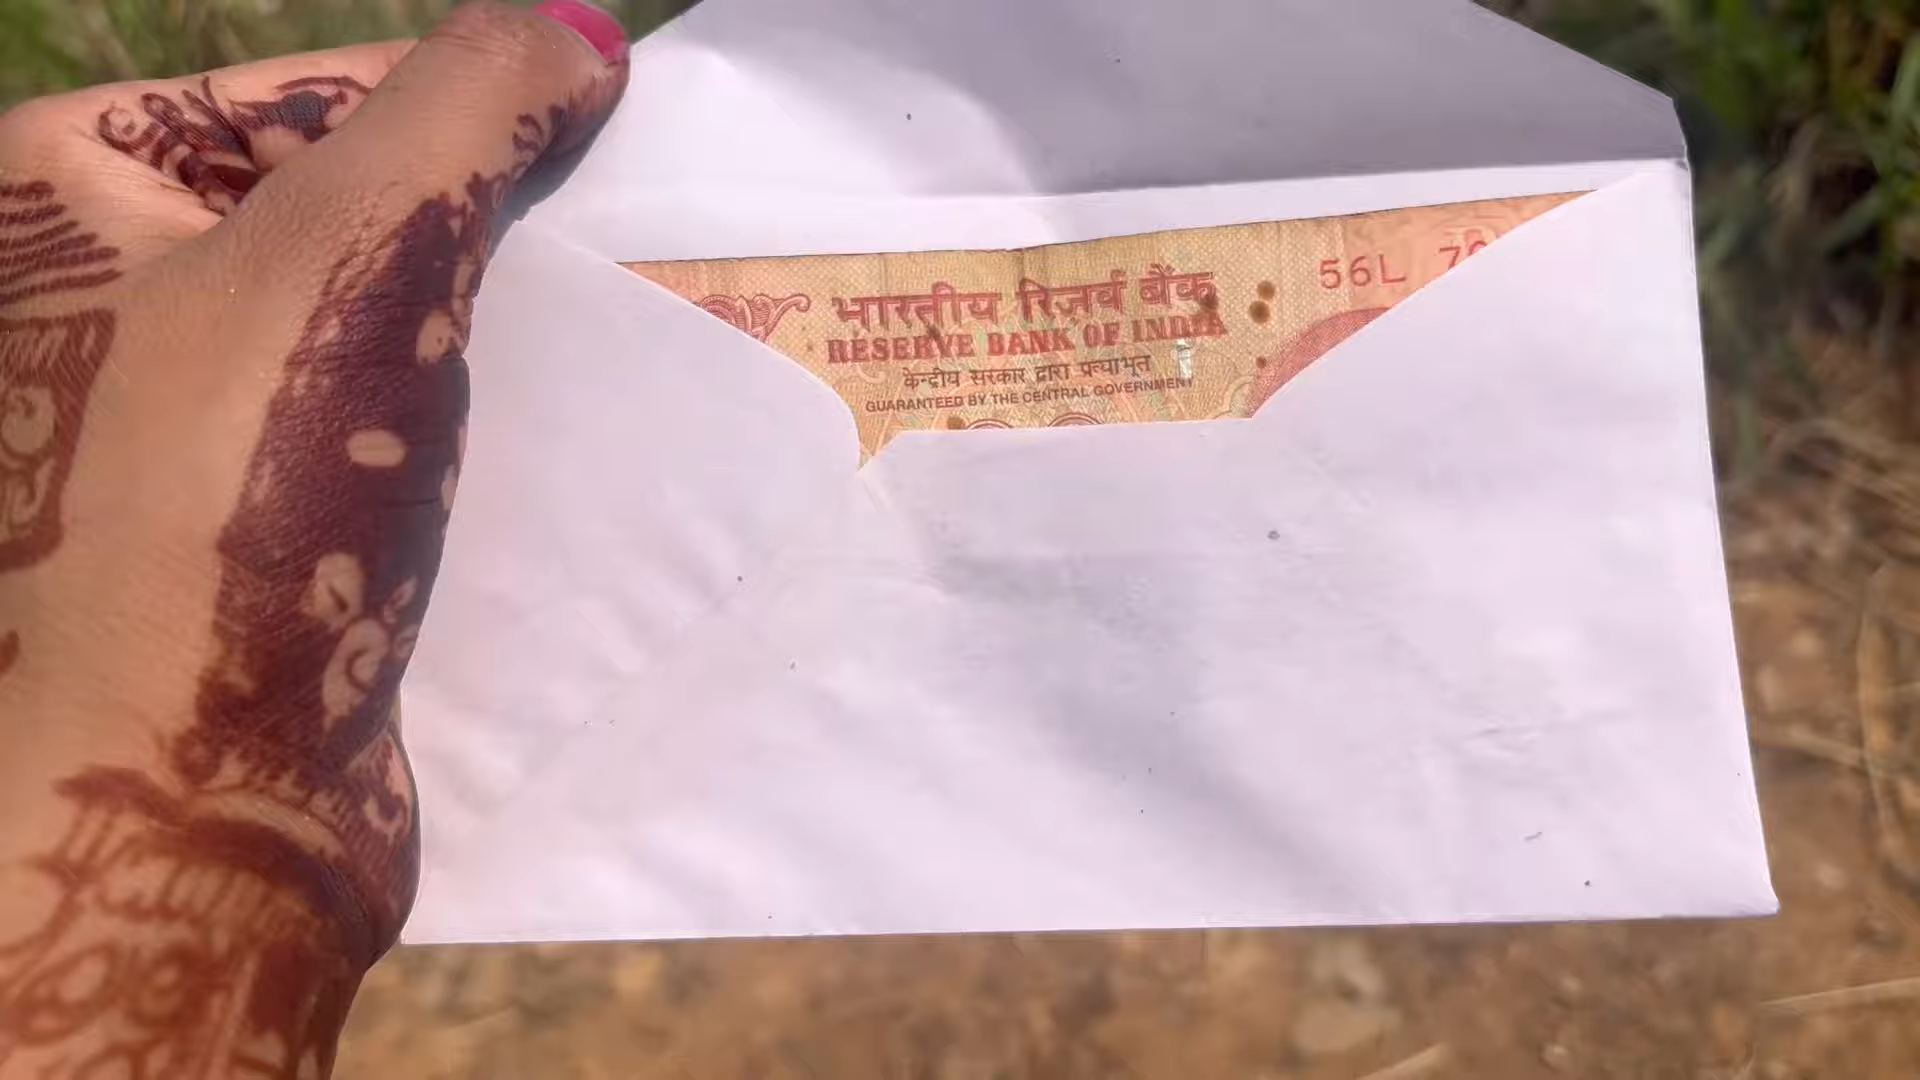 भारतीय रिज़र्व बैंक
56L
RESERVE BANK OF INDIA
केन्दीय सरकार द्वारा प्रत्याभूत
GUARANTEED BY THE CENTRAL GOVERNMENT